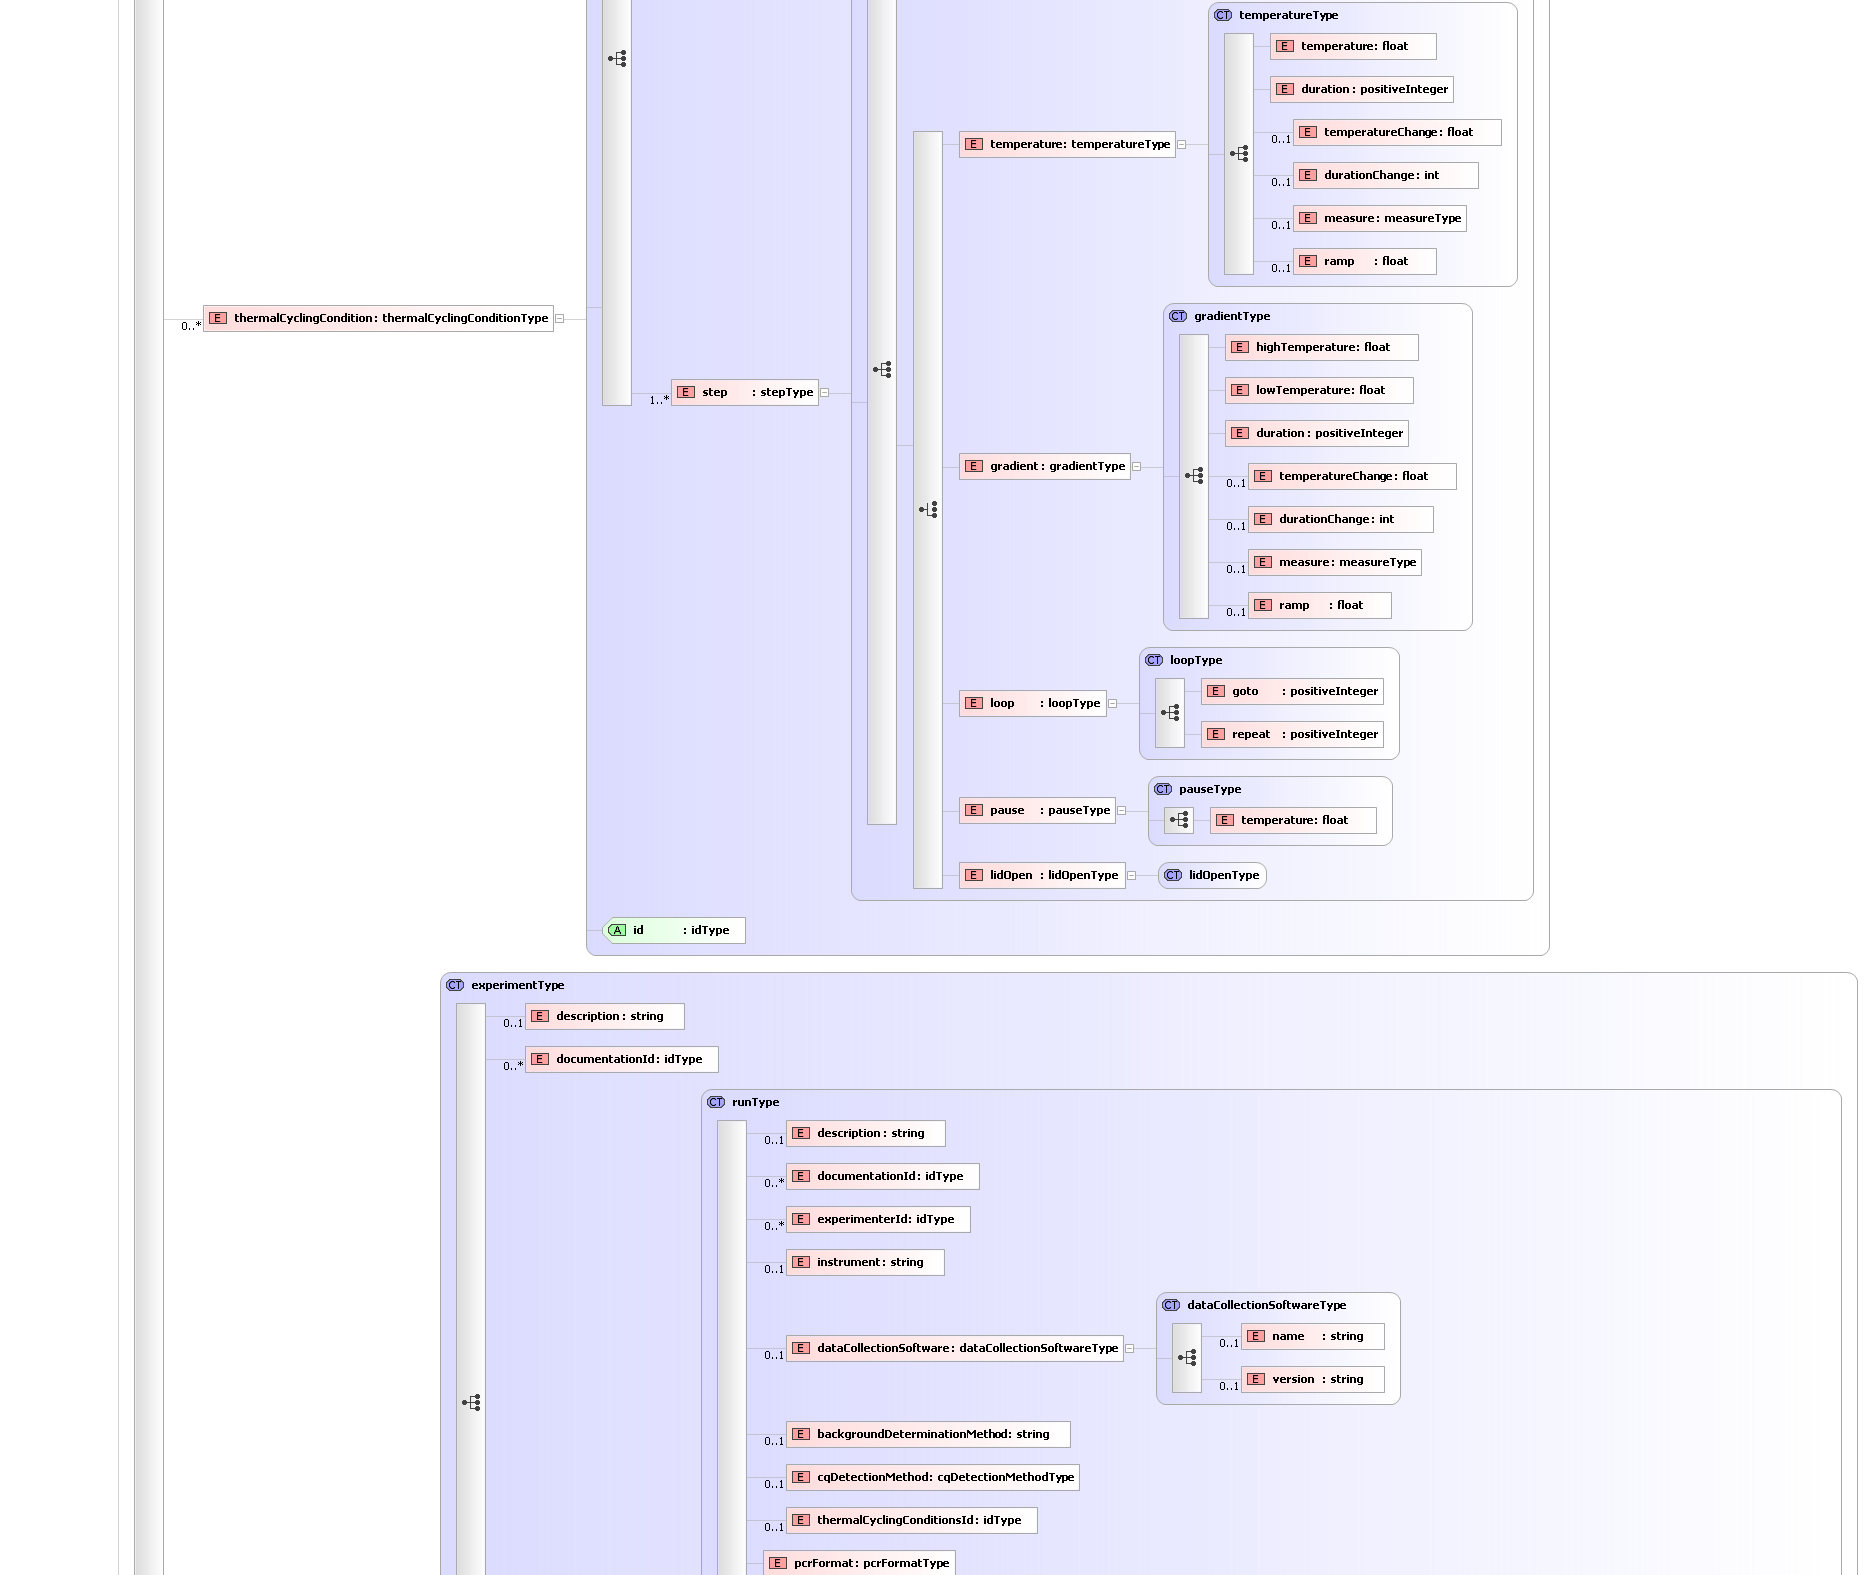 CT temperatureType
E temperature: float
E duration : positiveInteger
0..1 E temperatureChange: float
E temperature: temperatureType
0..1 E durationChange: int
0..1 E measure: measureType
0..1 E ramp : float
0..* E thermalCyclingCondition: thermalCyclingConditionType
CT gradientType
E highTemperature: float
E lowTemperature: float
1..* E step : stepType
E duration : positiveInteger
E gradient : gradientType
0..1 E temperatureChange: float
0..1 E durationChange: int
0..1 E measure: measureType
0..1 E ramp : float
CT loopType
E goto : positiveInteger
E loop : loopType
E repeat : positiveInteger
CT pauseType
E pause : pauseType
E temperature: float
E lidOpen : lidOpenType
CT lidOpenType
A id : idType
CT experimentType
0..1 E description : string
0..* E documentationId: idType
CT runType
0..1 E description : string
0..* E documentationId: idType
0..* E experimenterId: idType
0..1 E instrument : string
CT dataCollectionSoftwareType
0..1 E name : string
0..1 E dataCollectionSoftware: dataCollectionSoftwareType
0..1 E version : string
0..1 E backgroundDeterminationMethod: string
0..1 E cqDetectionMethod: cqDetectionMethodType
0..1 E thermalCyclingConditionsId: idType
E pcrFormat: pcrFormatType